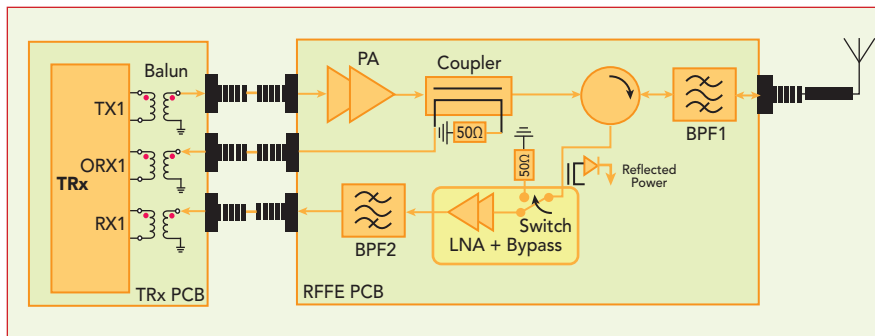 PA
Coupler
Balun
TX1
50Ω
BPF1
ORX1
TRx
50Ω
Reflected
Power
RX1
Switch
LNA + Bypass
BPF2
TRx PCB
RFFE PCB